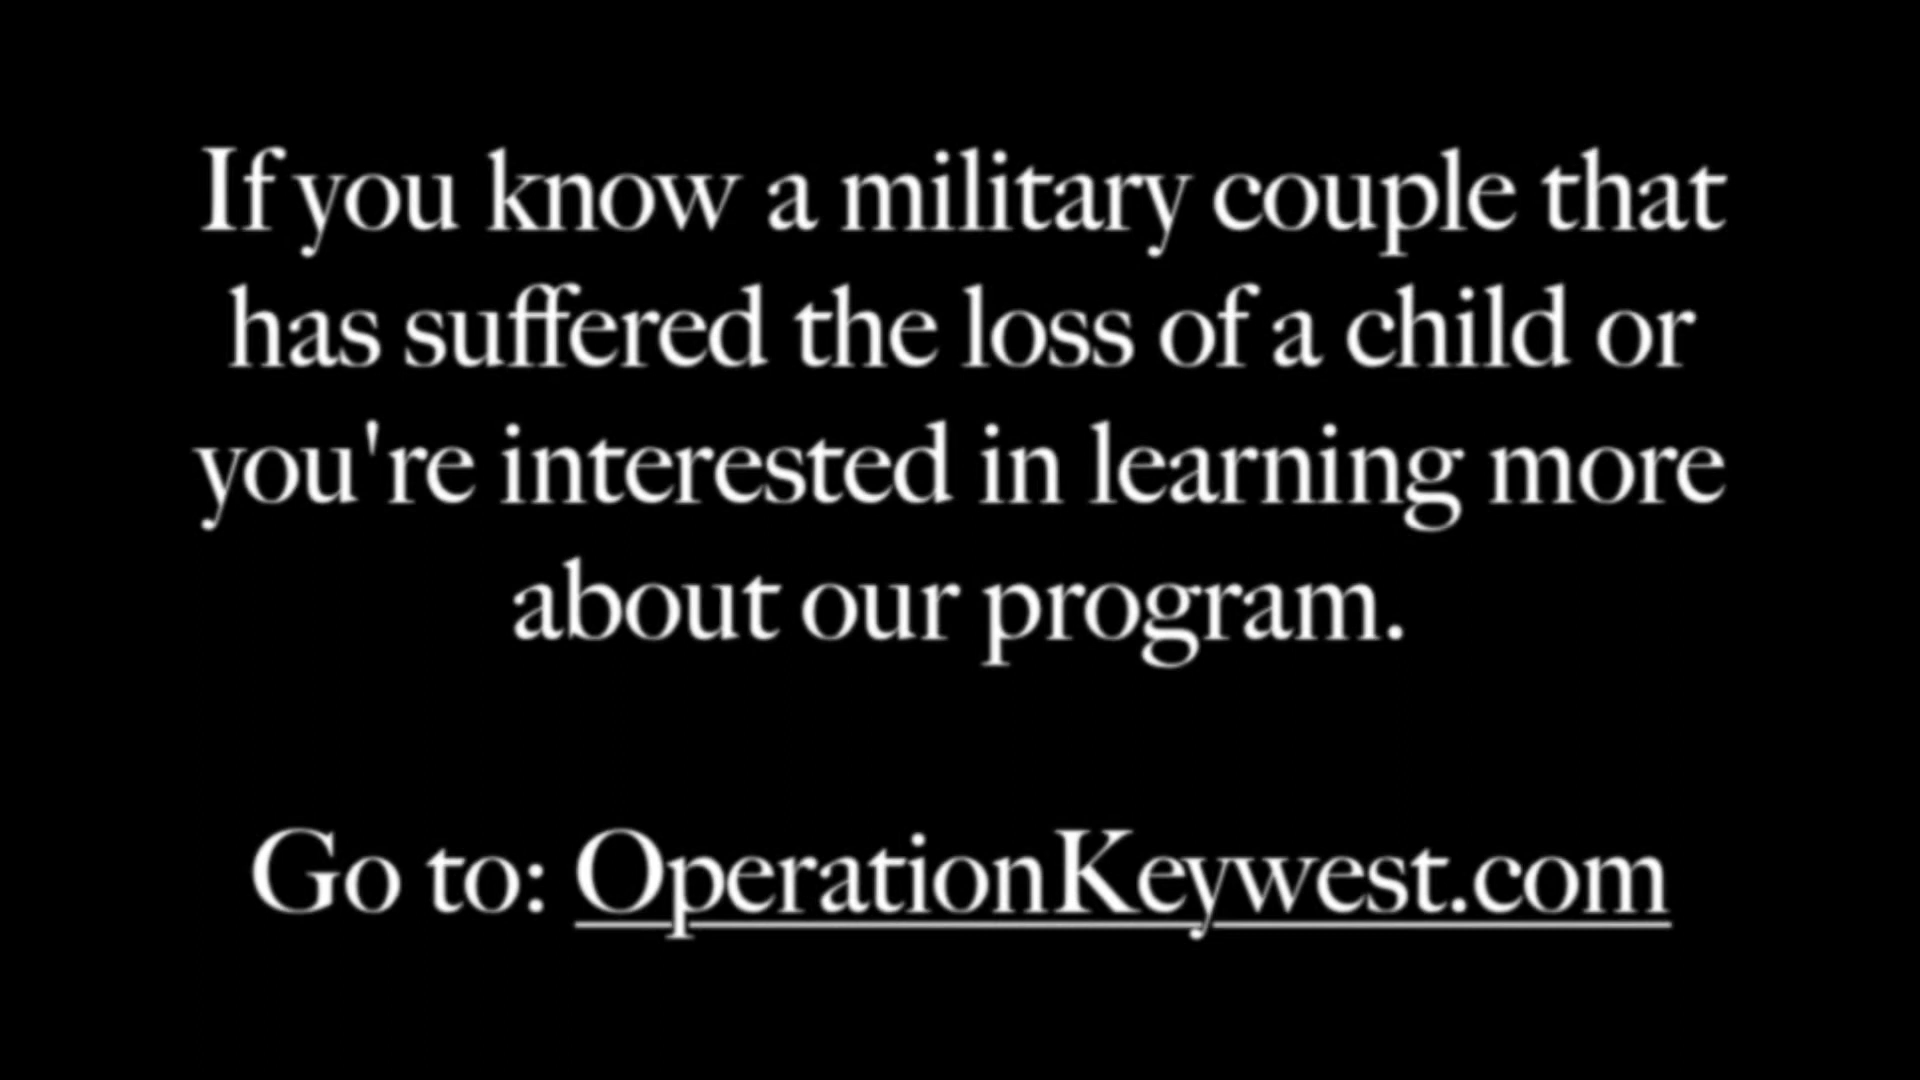 If you know a military couple that
has suffered the loss of a child or
you're interested in learning more
about our program.
Go to: OperationKeywest.com